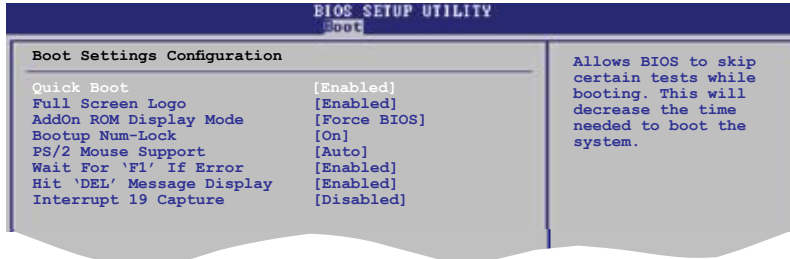 BIOS SETUP UTILITY
Boot
Boot Settings Configuration
Quick Boot [Enabled]
Full Screen Logo [Enabled]
AddOn ROM Display Mode [Force BIOS]
Bootup Num-Lock [On]
PS/2 Mouse Support [Auto]
Wait For ‘F1’ If Error [Enabled]
Hit ‘DEL’ Message Display [Enabled]
Interrupt 19 Capture [Disabled]
Allows BIOS to skip
certain tests while
booting. This will
decrease the time
needed to boot the
system.